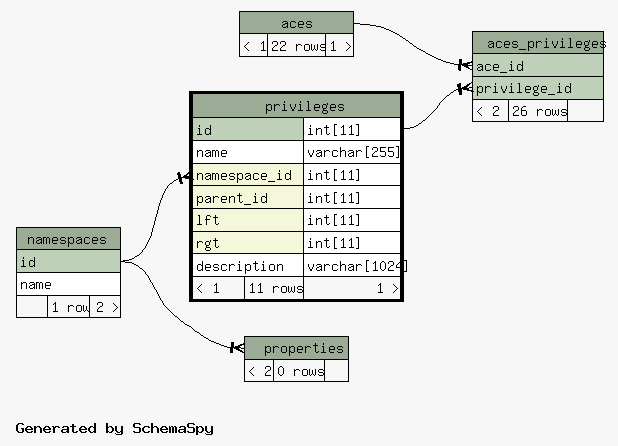 aces
< 1 22 rows 1 >
aces_privileges
ace_id
privilege_id
< 2 26 rows
privileges
id int[11]
name varchar[255]
namespace_id int[11]
parent_id int[11]
lft int[11]
rgt int[11]
description varchar[1024]
< 1 11 rows 1 >
namespaces
id
name
1 row 2 >
properties
< 2 0 rows
Generated by SchemaSpy